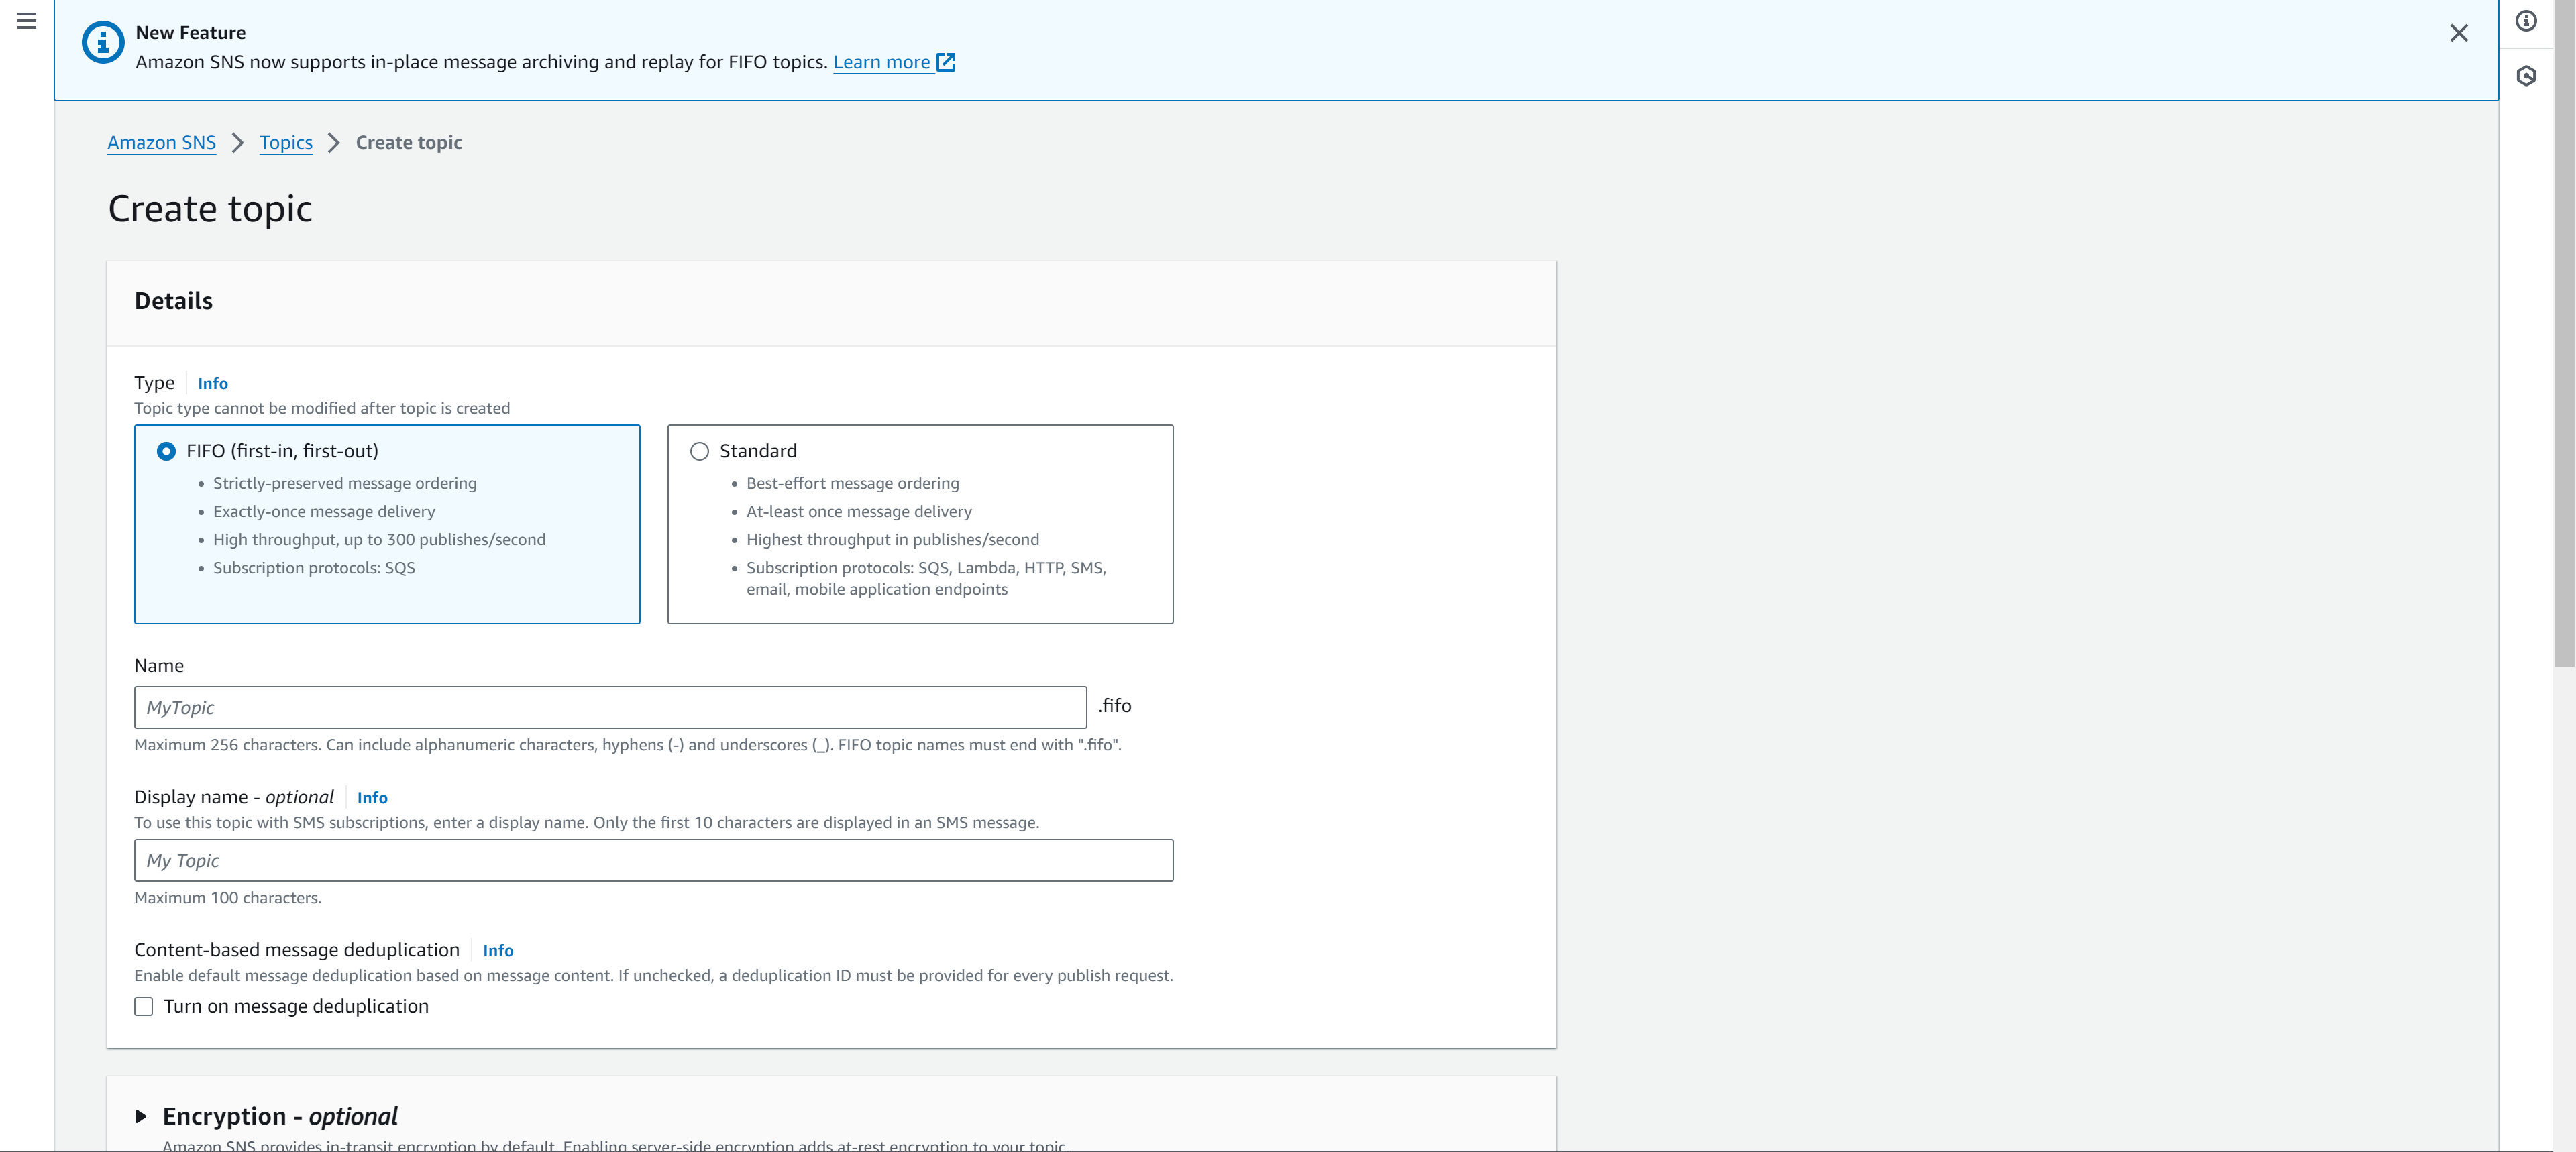 New Feature
Amazon SNS now supports in-place message archiving and replay for FIFO topics. Learn more
Amazon SNS > Topics > Create topic
Create topic
Details
Type Info
Topic type cannot be modified after topic is created
FIFO (first-in, first-out)
• Strictly-preserved message ordering
• Exactly-once message delivery
• High throughput, up to 300 publishes/second
• Subscription protocols: SQS
Standard
• Best-effort message ordering
• At-least once message delivery
• Highest throughput in publishes/second
• Subscription protocols: SQS, Lambda, HTTP, SMS,
email, mobile application endpoints
Name
MyTopic .fifo
Maximum 256 characters. Can include alphanumeric characters, hyphens (-) and underscores (_). FIFO topic names must end with ".fifo".
Display name - optional Info
To use this topic with SMS subscriptions, enter a display name. Only the first 10 characters are displayed in an SMS message.
My Topic
Maximum 100 characters.
Content-based message deduplication Info
Enable default message deduplication based on message content. If unchecked, a deduplication ID must be provided for every publish request.
Turn on message deduplication
Encryption - optional
Amazon SNS provides in-transit encryption by default. Enabling server-side encryption adds at-rest encryption to your topic.